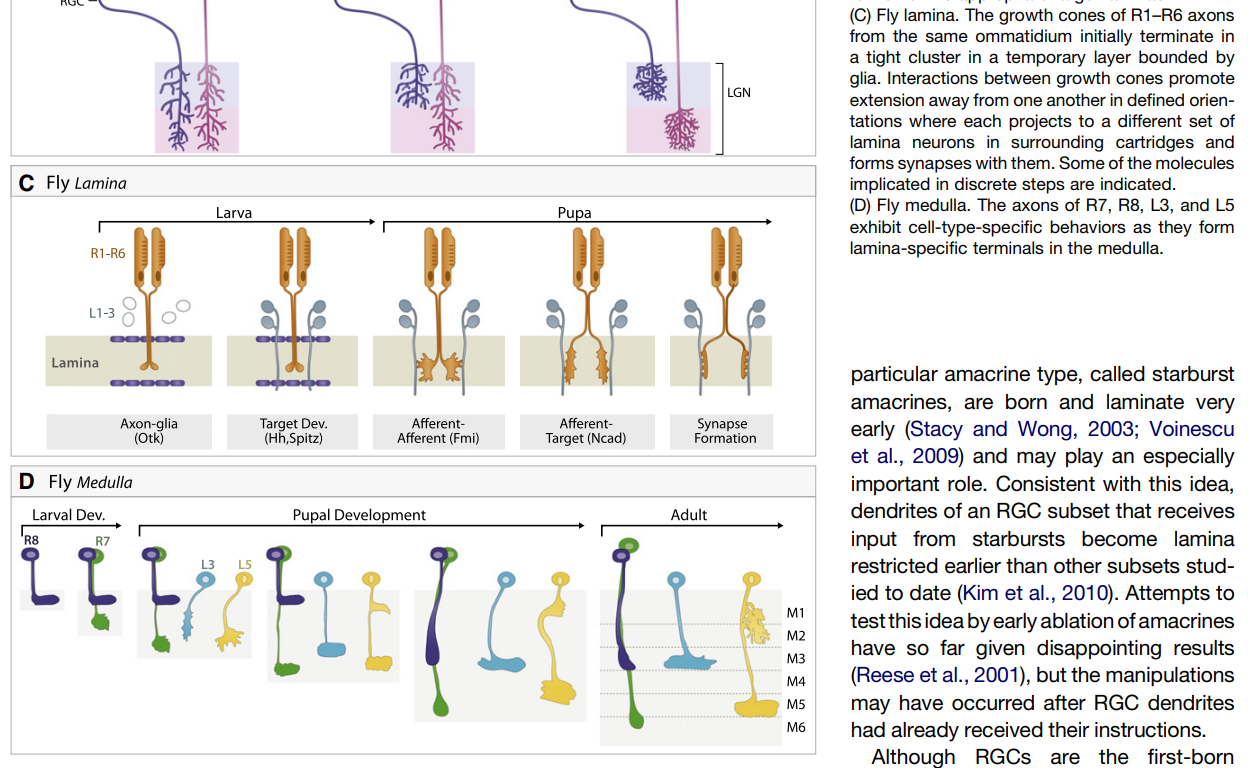 RGC
LGN
C Fly Lamina
Larva
Pupa
R1-R6
L1-3
Lamina
Axon-glia
(Otk)
Target Dev.
(Hh,Spitz)
Afferent-
Afferent (Fmi)
Afferent-
Target (Ncad)
Synapse
Formation
D Fly Medulla
Larval Dev.
Pupal Development
Adult
R8
R7
L3
L5
M1
M2
M3
M4
M5
M6
(C) Fly lamina. The growth cones of R1–R6 axons
from the same ommatidium initially terminate in
a tight cluster in a temporary layer bounded by
glia. Interactions between growth cones promote
extension away from one another in defined orien-
tations where each projects to a different set of
lamina neurons in surrounding cartridges and
forms synapses with them. Some of the molecules
implicated in discrete steps are indicated.
(D) Fly medulla. The axons of R7, R8, L3, and L5
exhibit cell-type-specific behaviors as they form
lamina-specific terminals in the medulla.
particular amacrine type, called starburst
amacrines, are born and laminate very
early (Stacy and Wong, 2003; Voinescu
et al., 2009) and may play an especially
important role. Consistent with this idea,
dendrites of an RGC subset that receives
input from starbursts become lamina
restricted earlier than other subsets stud-
ied to date (Kim et al., 2010). Attempts to
test this idea by early ablation of amacrines
have so far given disappointing results
(Reese et al., 2001), but the manipulations
may have occurred after RGC dendrites
had already received their instructions.
Although RGCs are the first-born